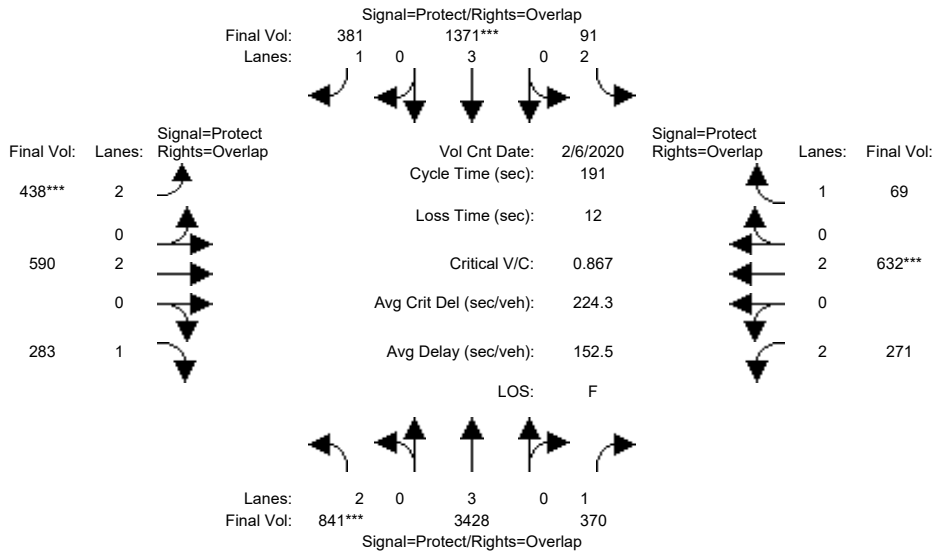 Signal=Protect/Rights=Overlap
Final Vol: 381 1371*** 91
Lanes: 1 0 3 0 2
Signal=Protect
Final Vol: Lanes: Rights=Overlap
Vol Cnt Date: 2/6/2020
Signal=Protect
Rights=Overlap Lanes: Final Vol:
Cycle Time (sec): 191
438*** 2
1 69
Loss Time (sec): 12
0
0
590 2
Critical V/C: 0.867
2 632***
0
Avg Crit Del (sec/veh): 224.3
0
283 1
Avg Delay (sec/veh): 152.5
2 271
LOS: F
Lanes: 2 0 3 0 1
Final Vol: 841*** 3428 370
Signal=Protect/Rights=Overlap